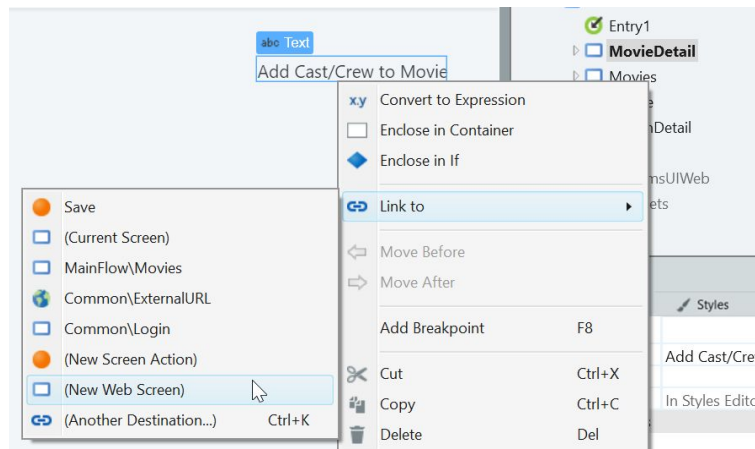 Entry1
abc Text
MovieDetail
Add Cast/Crew to Movie
Movies
x.y Convert to Expression
Enclose in Container
nDetail
Enclose in If
msUIWeb
Save
Link to
ets
(Current Screen)
Move Before
MainFlow\Movies
Move After
Common\ExternalURL
Styles
Common\Login
Add Breakpoint F8
(New Screen Action)
Add Cast/Cre
Cut Ctrl+X
(New Web Screen)
In Styles Edito
Copy Ctrl+C
(Another Destination...) Ctrl+K
Delete Del